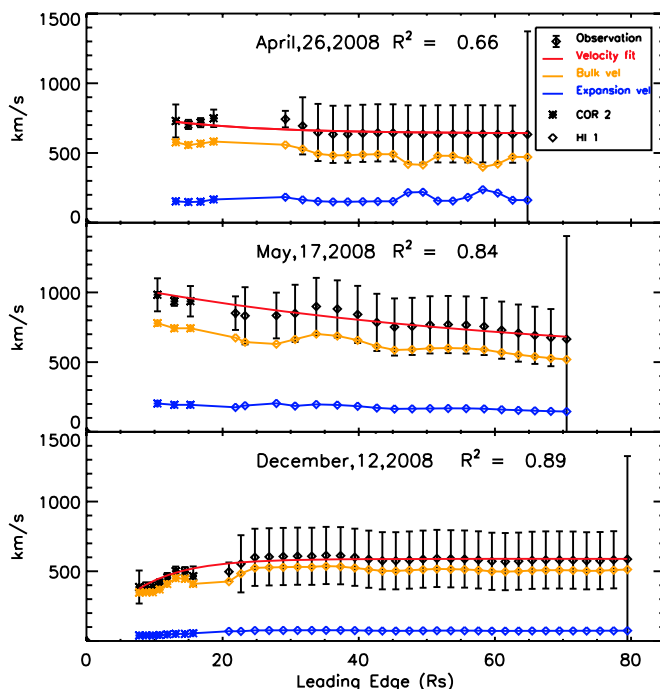 1500
April,26,2008 R² = 0.66
Observation
Velocity fit
Bulk vel
Expansion vel
COR 2
HI 1
1000
km/s
500
0
May,17,2008 R² = 0.84
1000
km/s
500
0
1500
December,12,2008 R² = 0.89
1000
km/s
500
0 20 40 60 80
Leading Edge (Rs)